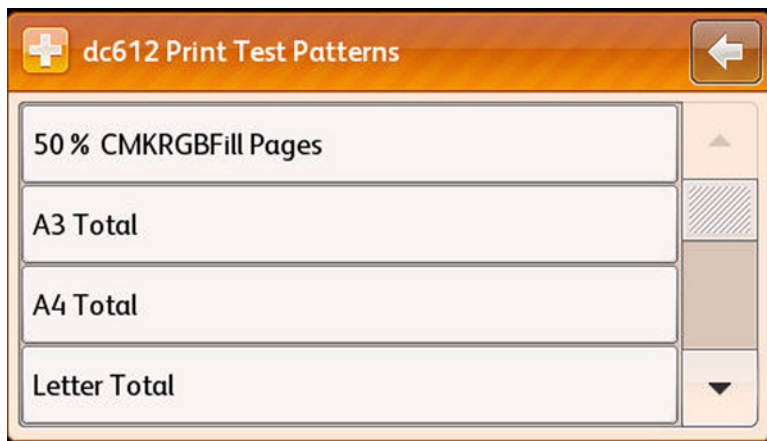 dc612 Print Test Patterns
50 % CMKRGBFill Pages
A3 Total
A4 Total
Letter Total